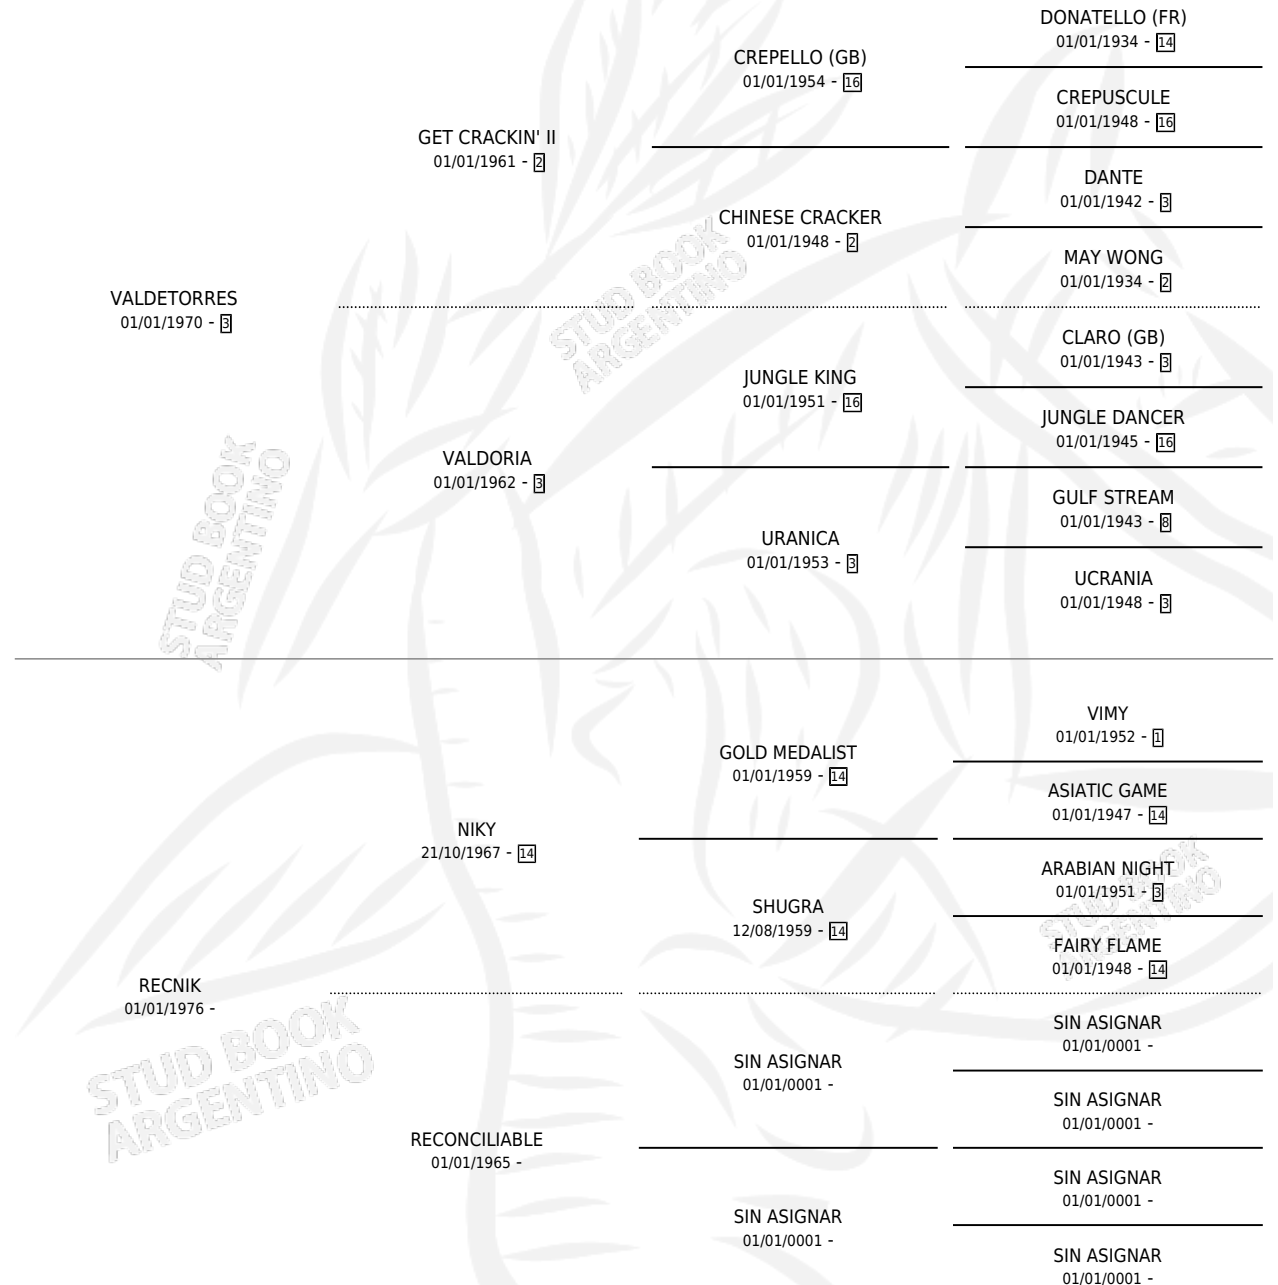 DONATELLO (FR)
01/01/1934 - 14
CREPELLO (GB)
01/01/1954 - 16
CREPUSCULE
01/01/1948 - 16
GET CRACKIN' II
01/01/1961 - 2
DANTE
01/01/1942 - 3
CHINESE CRACKER
01/01/1948 - 2
MAY WONG
01/01/1934 - 2
VALDETORRES
01/01/1970 - 3
CLARO (GB)
01/01/1943 - 3
JUNGLE KING
01/01/1951 - 16
JUNGLE DANCER
01/01/1945 - 16
VALDORIA
01/01/1962 - 3
GULF STREAM
01/01/1943 - 8
URANICA
01/01/1953 - 3
UCRANIA
01/01/1948 - 3
VIMY
01/01/1952 - 1
GOLD MEDALIST
01/01/1959 - 14
ASIATIC GAME
01/01/1947 - 14
NIKY
21/10/1967 - 14
ARABIAN NIGHT
01/01/1951 - 3
SHUGRA
12/08/1959 - 14
FAIRY FLAME
01/01/1948 - 14
RECNIK
01/01/1976 -
SIN ASIGNAR
01/01/0001 -
SIN ASIGNAR
01/01/0001 -
SIN ASIGNAR
01/01/0001 -
RECONCILIABLE
01/01/1965 -
SIN ASIGNAR
01/01/0001 -
SIN ASIGNAR
01/01/0001 -
SIN ASIGNAR
01/01/0001 -
STUD BOOK
ARGENTINO
STUD BOOK
ARGENTINO
STUD BOOK
ARGENTINO
STUD BOOK
ARGENTINO